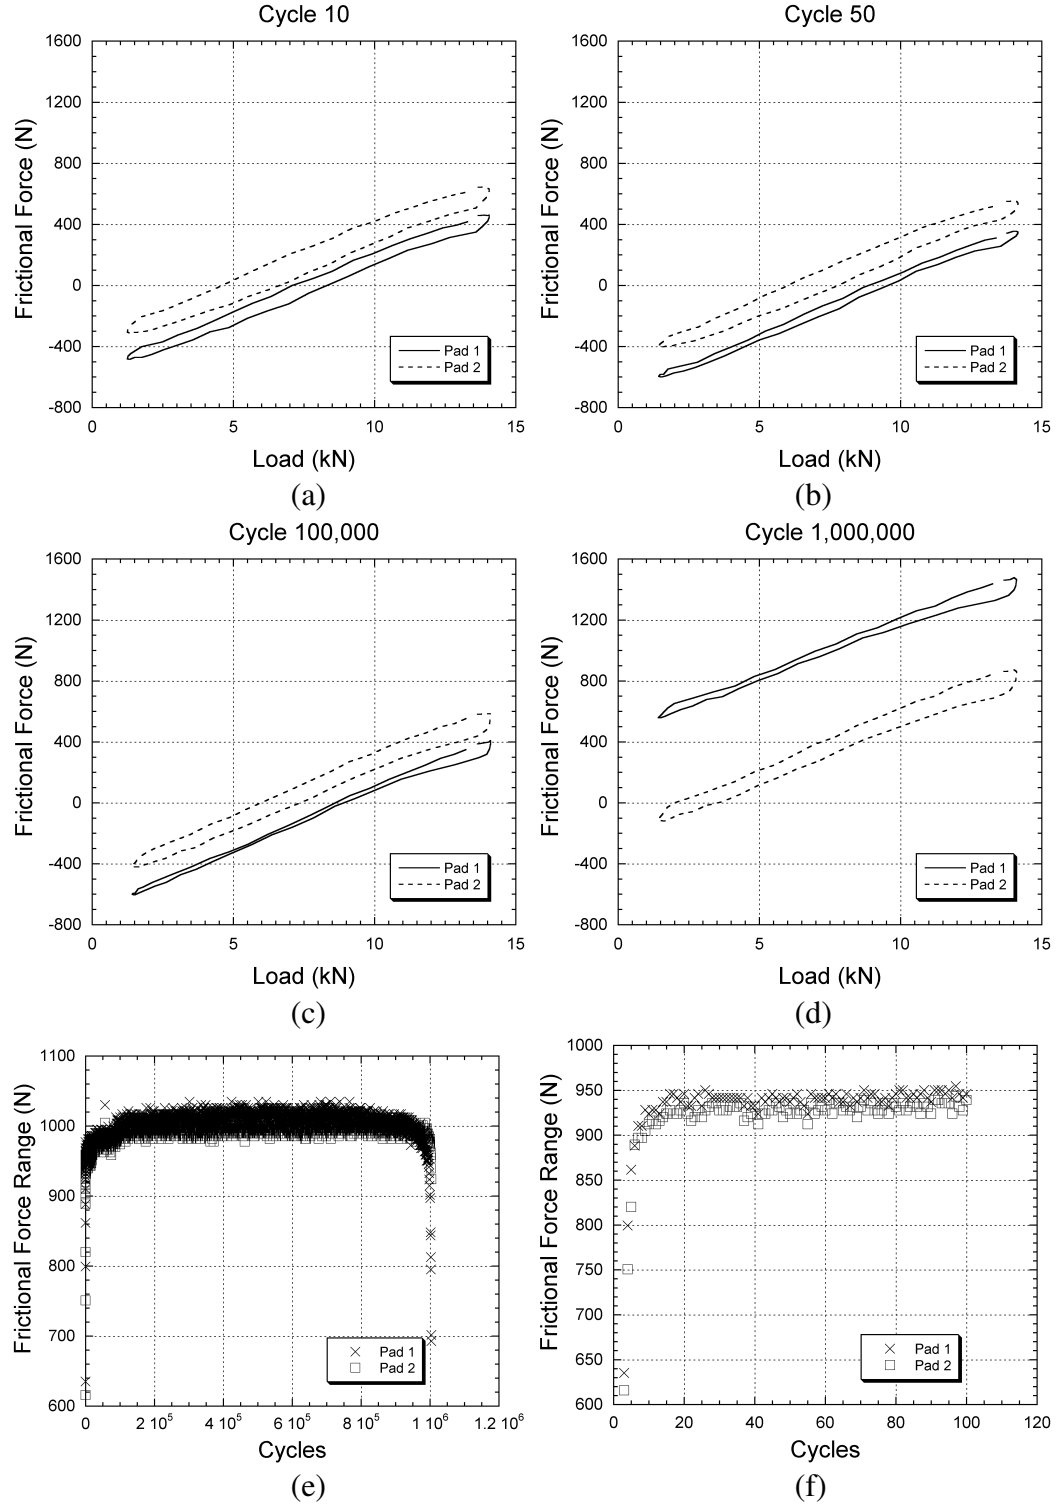 Cycle 10
Cycle 50
1600
1200
800
400
0
-400
-800
Frictional Force (N)
Pad 1
Pad 2
0 5 10 15
Load (kN)
(a)
1600
1200
800
400
0
-400
-800
Frictional Force (N)
Pad 1
Pad 2
0 5 10 15
Load (kN)
(b)
Cycle 100,000
Cycle 1,000,000
1600
1200
800
400
0
-400
-800
Frictional Force (N)
Pad 1
Pad 2
0 5 10 15
Load (kN)
(c)
1600
1200
800
400
0
-400
-800
Frictional Force (N)
Pad 1
Pad 2
0 5 10 15
Load (kN)
(d)
1100
1000
900
800
700
600
Frictional Force Range (N)
Pad 1
Pad 2
0 2 10⁵ 4 10⁵ 6 10⁵ 8 10⁵ 1 10⁶ 1.2 10⁶
Cycles
(e)
1000
950
900
850
800
750
700
650
600
Frictional Force Range (N)
Pad 1
Pad 2
0 20 40 60 80 100 120
Cycles
(f)